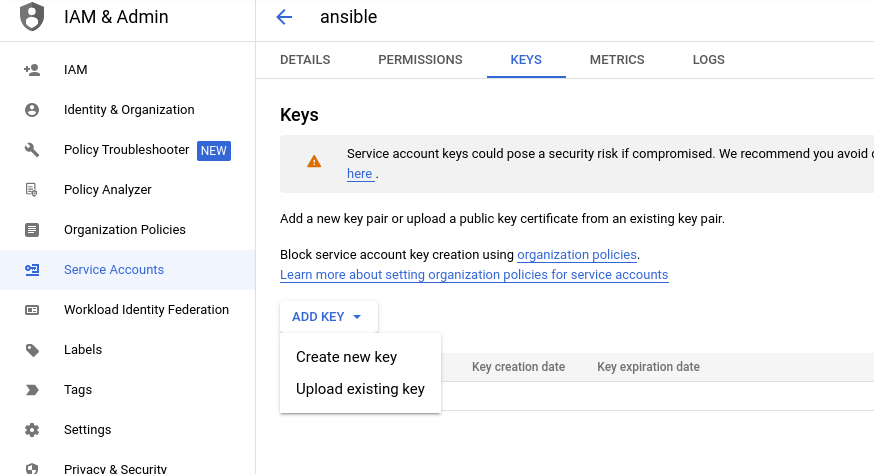 IAM & Admin
ansible
IAM
Identity & Organization
Policy Troubleshooter NEW
Policy Analyzer
Organization Policies
Service Accounts
Workload Identity Federation
Labels
Tags
Settings
Privacy & Security
DETAILS PERMISSIONS KEYS METRICS LOGS
Keys
Service account keys could pose a security risk if compromised. We recommend you avoid
here .
Add a new key pair or upload a public key certificate from an existing key pair.
Block service account key creation using organization policies.
Learn more about setting organization policies for service accounts
ADD KEY
Create new key
Upload existing key
Key creation date Key expiration date